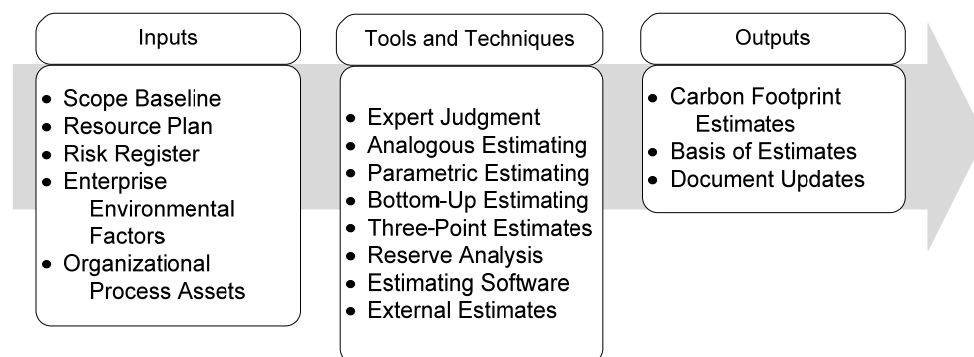 Inputs
• Scope Baseline
• Resource Plan
• Risk Register
• Enterprise
Environmental
Factors
• Organizational
Process Assets
Tools and Techniques
• Expert Judgment
• Analogous Estimating
• Parametric Estimating
• Bottom-Up Estimating
• Three-Point Estimates
• Reserve Analysis
• Estimating Software
• External Estimates
Outputs
• Carbon Footprint
Estimates
• Basis of Estimates
• Document Updates